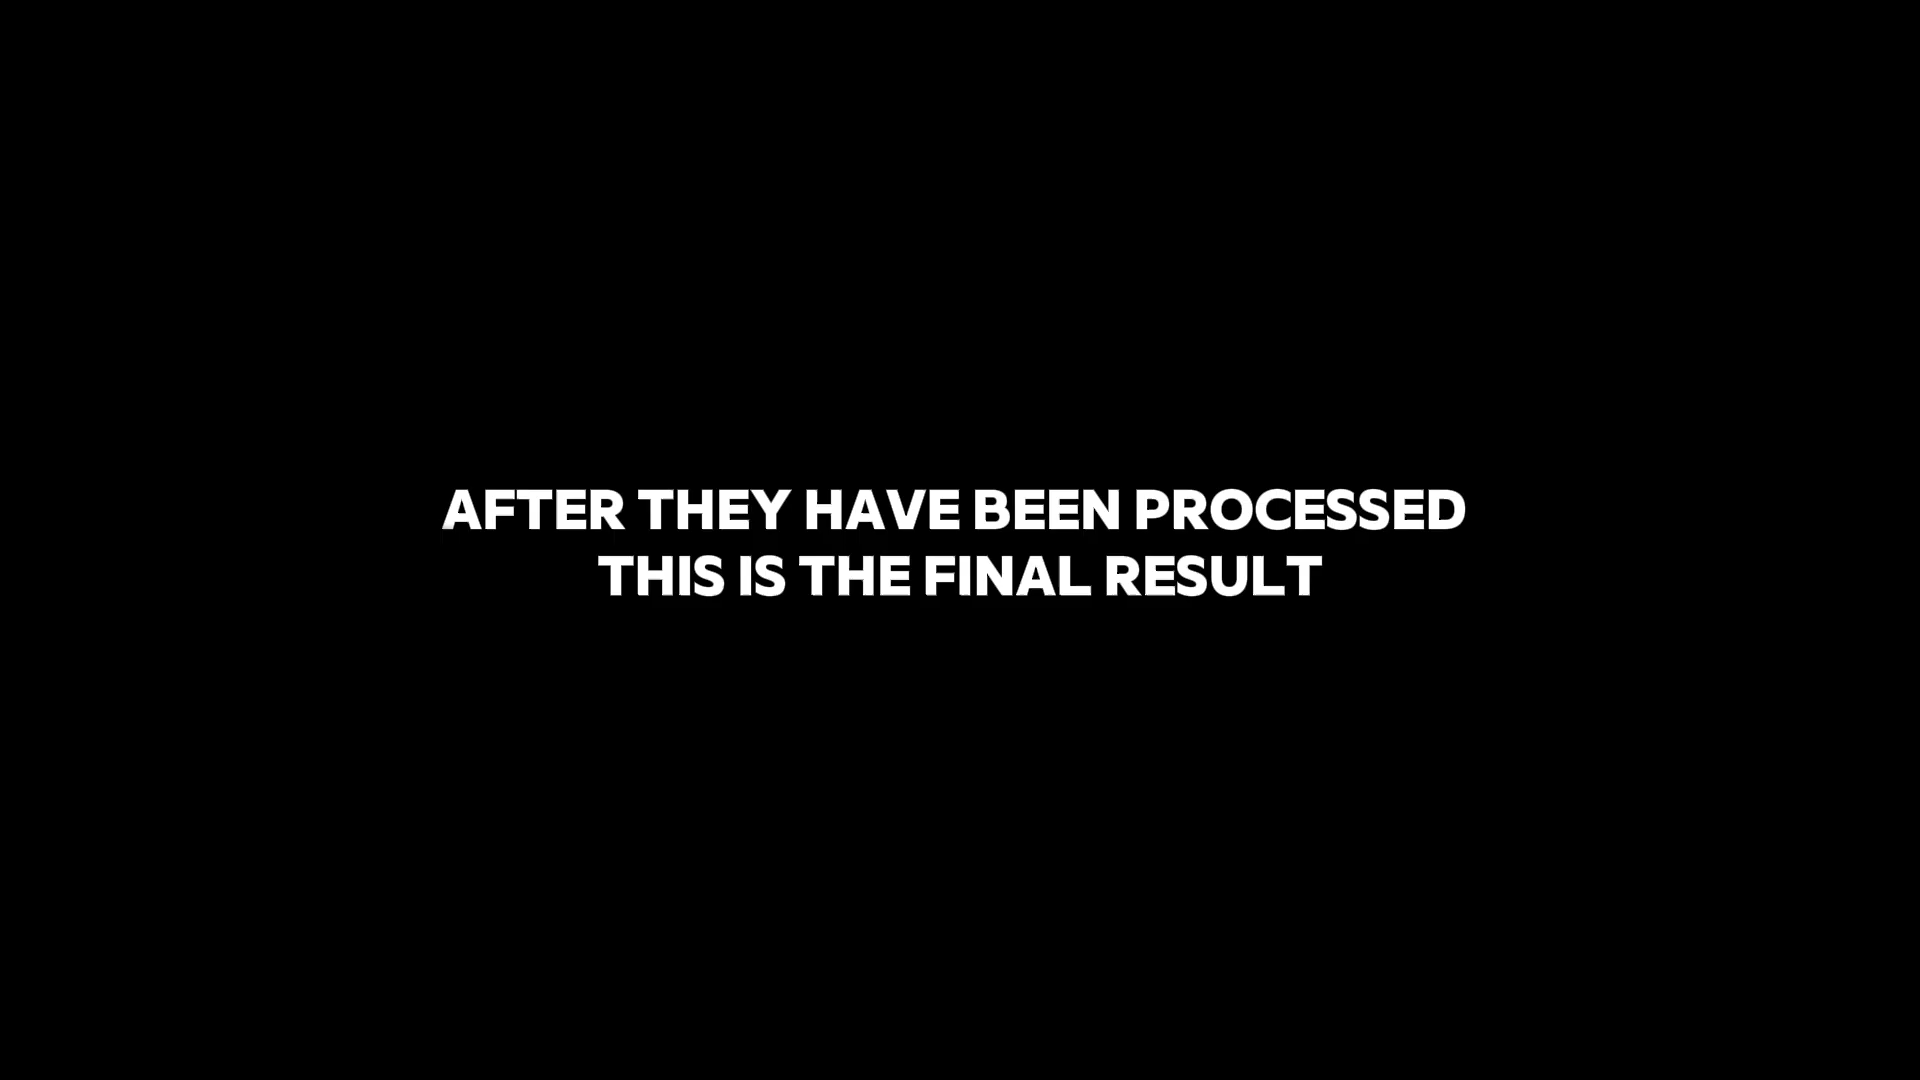 AFTER THEY HAVE BEEN PROCESSED
THIS IS THE FINAL RESULT